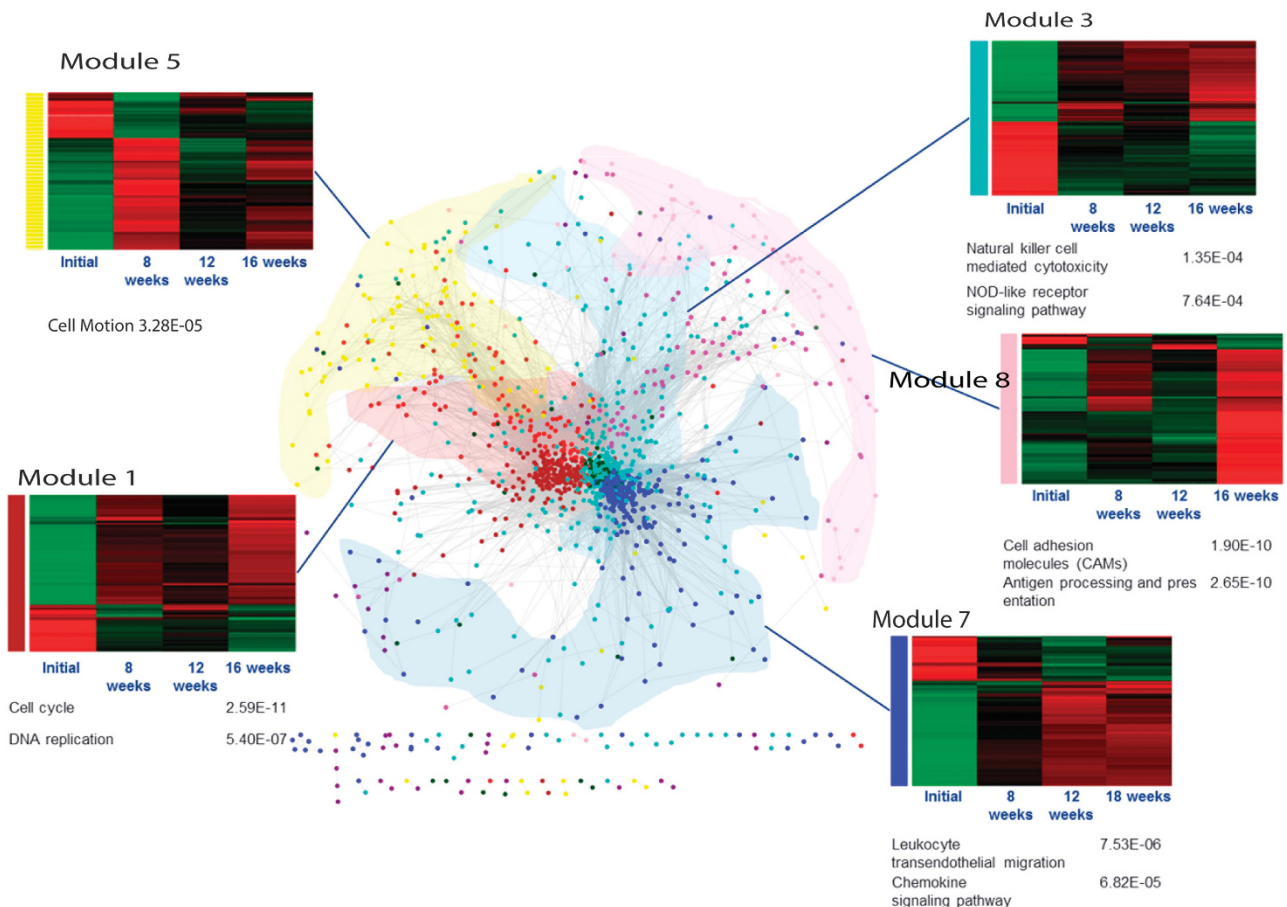 Module 5
Initial 8 12 16 weeks
weeks weeks
Cell Motion 3.28E-05
Module 3
Initial 8 12 16 weeks
weeks weeks
Natural killer cell
mediated cytotoxicity 1.35E-04
NOD-like receptor
signaling pathway 7.64E-04
Module 8
Initial 8 12 16 weeks
weeks weeks
Cell adhesion 1.90E-10
molecules (CAMs)
Antigen processing and pres 2.65E-10
entation
Module 1
Initial 8 12 16 weeks
weeks weeks
Cell cycle 2.59E-11
DNA replication 5.40E-07
Module 7
Initial 8 12 18 weeks
weeks weeks
Leukocyte 7.53E-06
transendothelial migration
Chemokine 6.82E-05
signaling pathway